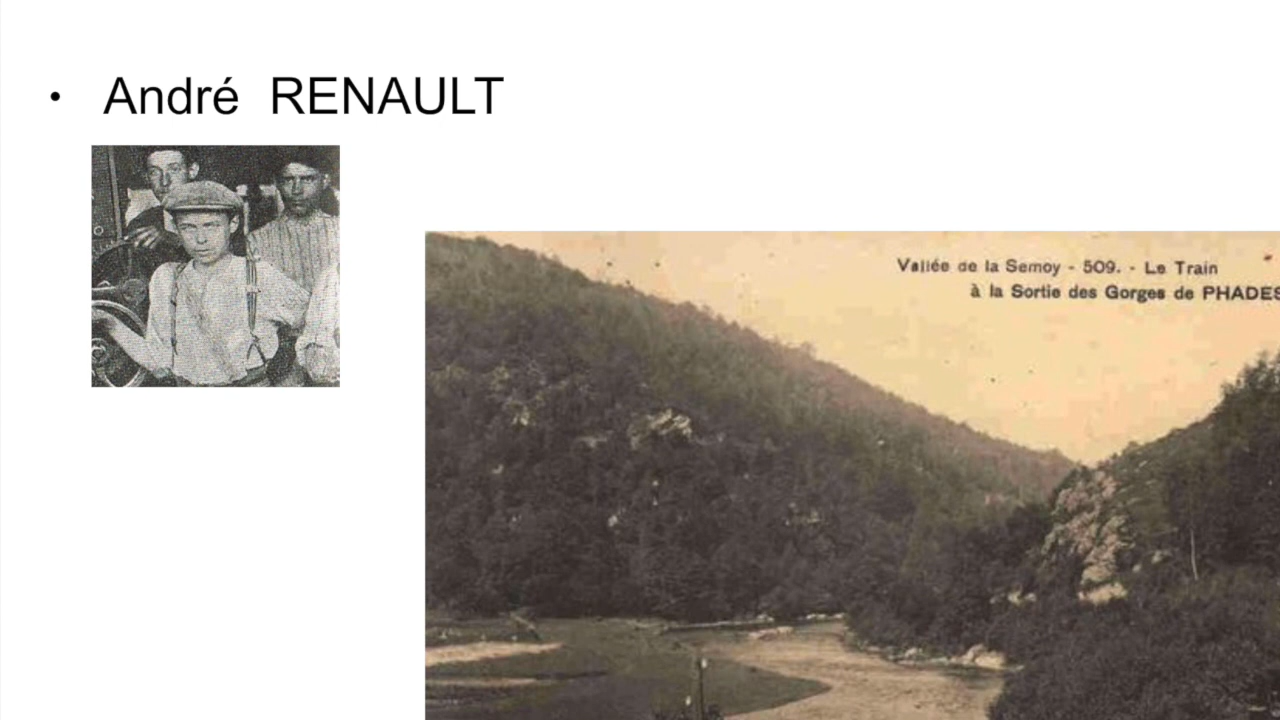 • André RENAULT
Vallée de la Semoy - 509. - Le Train
à la Sortie des Gorges de PHADES